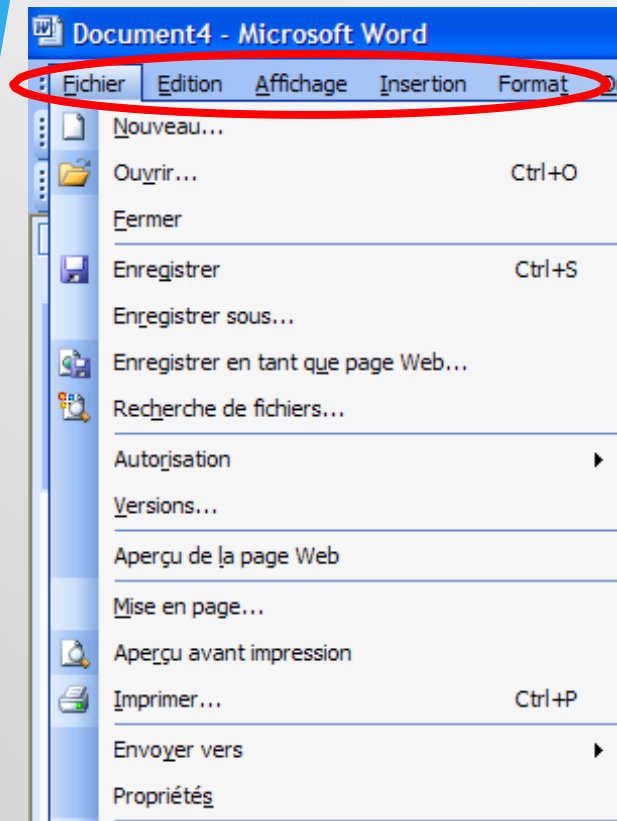 Document4 - Microsoft Word
Fichier Edition Affichage Insertion Format
Nouveau...
Ouvrir... Ctrl+O
Fermer
Enregistrer Ctrl+S
Enregistrer sous...
Enregistrer en tant que page Web...
Recherche de fichiers...
Autorisation
Versions...
Aperçu de la page Web
Mise en page...
Aperçu avant impression
Imprimer... Ctrl+P
Envoyer vers
Propriétés